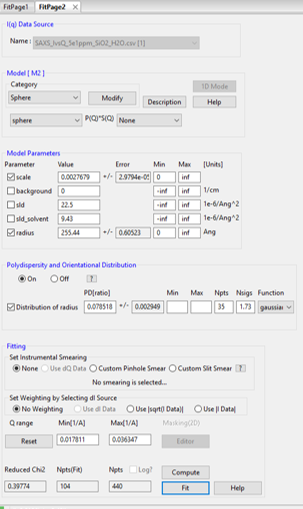 FitPage1 FitPage2
I(q) Data Source
Name : SAXS_IvsQ_5e1ppm_SiO2_H2O.csv [1]
Model [ M2 ]
Category 1D Mode
Sphere Modify Description Help
sphere P(Q)*S(Q) None
Model Parameters
Parameter Value Error Min Max [Units]
scale 0.0027679 +/- 2.9794e-05 0 inf
background 0 -inf inf 1/cm
sld 22.5 -inf inf 1e-6/Ang^2
sld_solvent 9.43 -inf inf 1e-6/Ang^2
radius 255.44 +/- 0.60523 0 inf Ang
Polydispersity and Orientational Distribution
On Off ?
PD[ratio] Min Max Npts Nsigs Function
Distribution of radius 0.078518 +/- 0.002949 35 1.73 gaussian
Fitting
Set Instrumental Smearing
None Use dQ Data Custom Pinhole Smear Custom Slit Smear ?
No smearing is selected...
Set Weighting by Selecting dI Source
No Weighting Use dI Data Use |sqrt(I Data)| Use |I Data|
Q range Min[1/A] Max[1/A] Masking(2D)
Reset 0.017811 0.036347 Editor
Reduced Chi2 Npts(Fit) Npts Log? Compute
0.39774 104 440 Fit Help